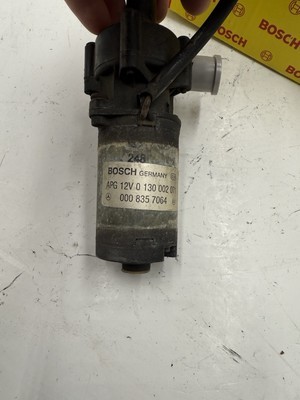 BOSCH
BOSCH
248
BOSCH GERMANY
APG 12V 0 130 002
000 835 7064